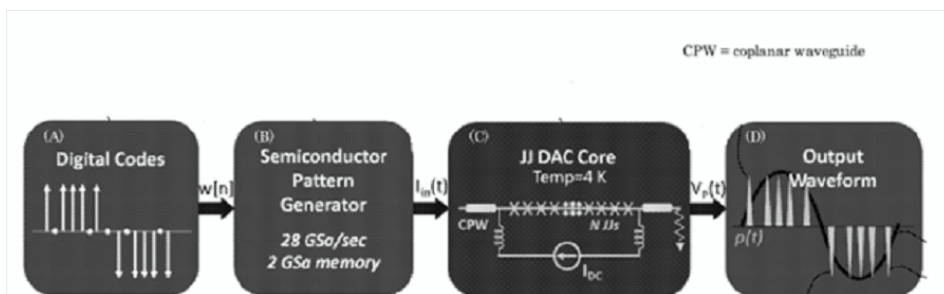 CPW = coplanar waveguide
(A)
Digital Codes
w[n]
(B)
Semiconductor
Pattern
Generator
28 GSa/sec
2 GSa memory
I_in(t)
(C)
JJ DAC Core
Temp=4 K
CPW
N JJs
I_DC
V_P(t)
(D)
Output
Waveform
p(t)